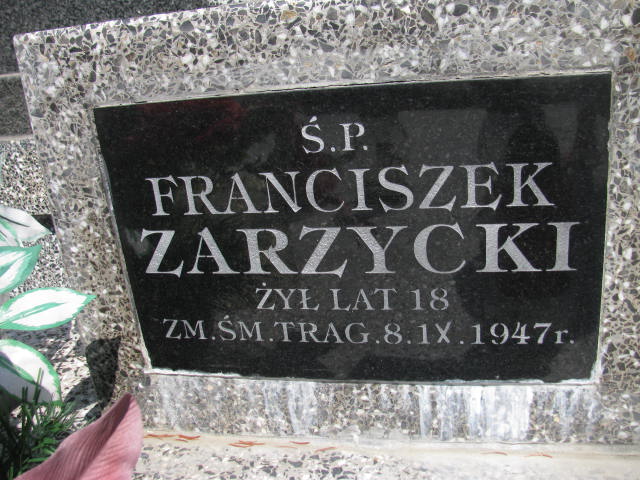 Ś.P.
FRANCISZEK
ZARZYCKI
ŻYŁ LAT 18
ZM.ŚM.TRAG.8.IX.1947r.